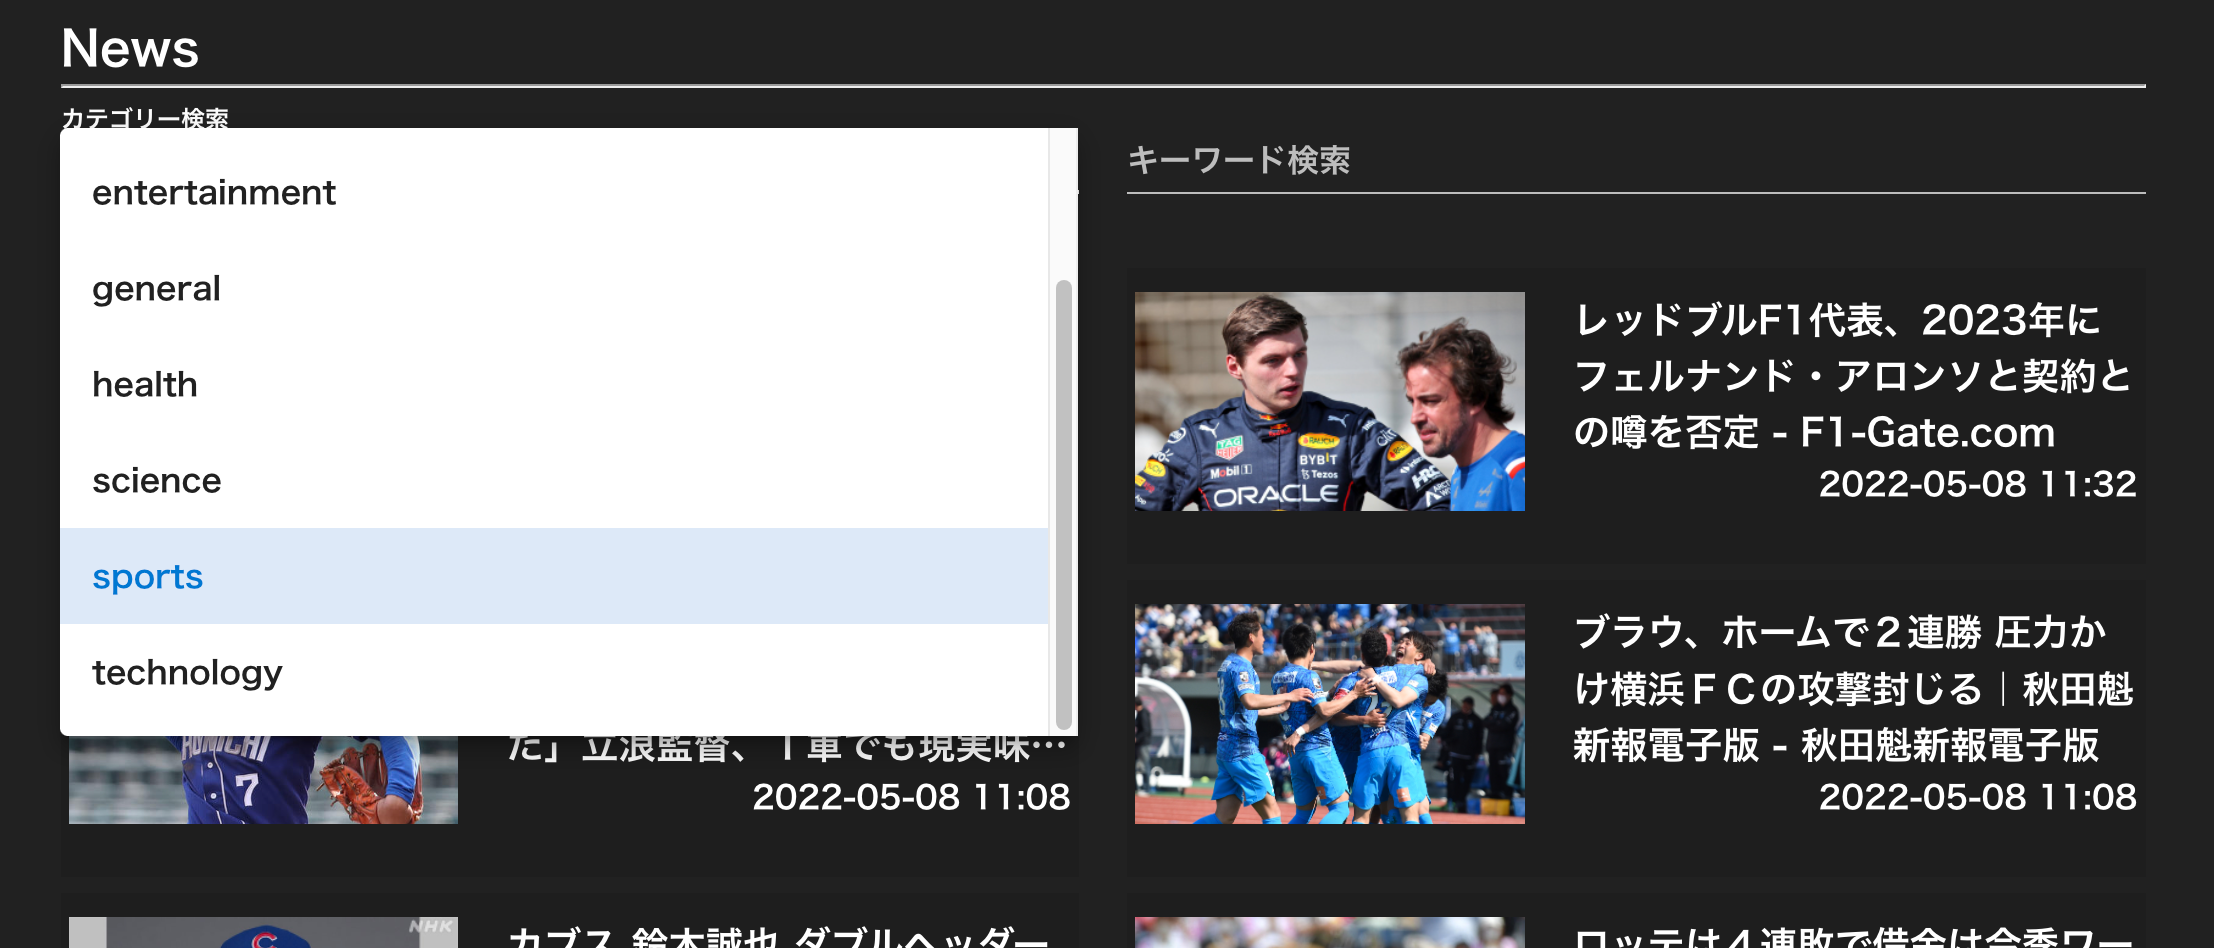 News
カテゴリー検索
entertainment
general
health
science
sports
technology
キーワード検索
レッドブルF1代表、2023年に
フェルナンド・アロンソと契約と
の噂を否定 - F1-Gate.com
2022-05-08 11:32
BYBIT
Tezos
Mobil 1
ORACLE
だ」立浪監督、1軍でも現実味…
2022-05-08 11:08
7
ブラウ、ホームで２連勝 圧力か
け横浜ＦＣの攻撃封じる｜秋田魁
新報電子版 - 秋田魁新報電子版
2022-05-08 11:08
NHK
カブス 鈴木誠也 ダブルヘッダー
ロッテは４連敗で借金は今季ワー